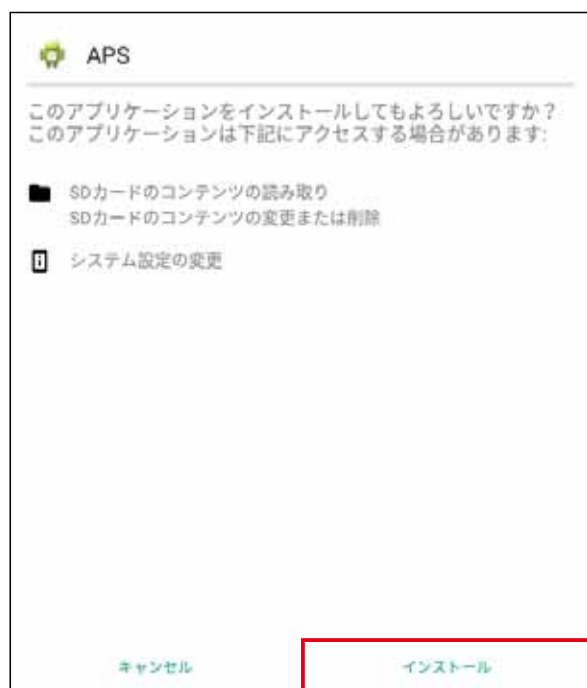 APS
このアプリケーションをインストールしてもよろしいですか？
このアプリケーションは下記にアクセスする場合があります:
SDカードのコンテンツの読み取り
SDカードのコンテンツの変更または削除
システム設定の変更
キャンセル
インストール